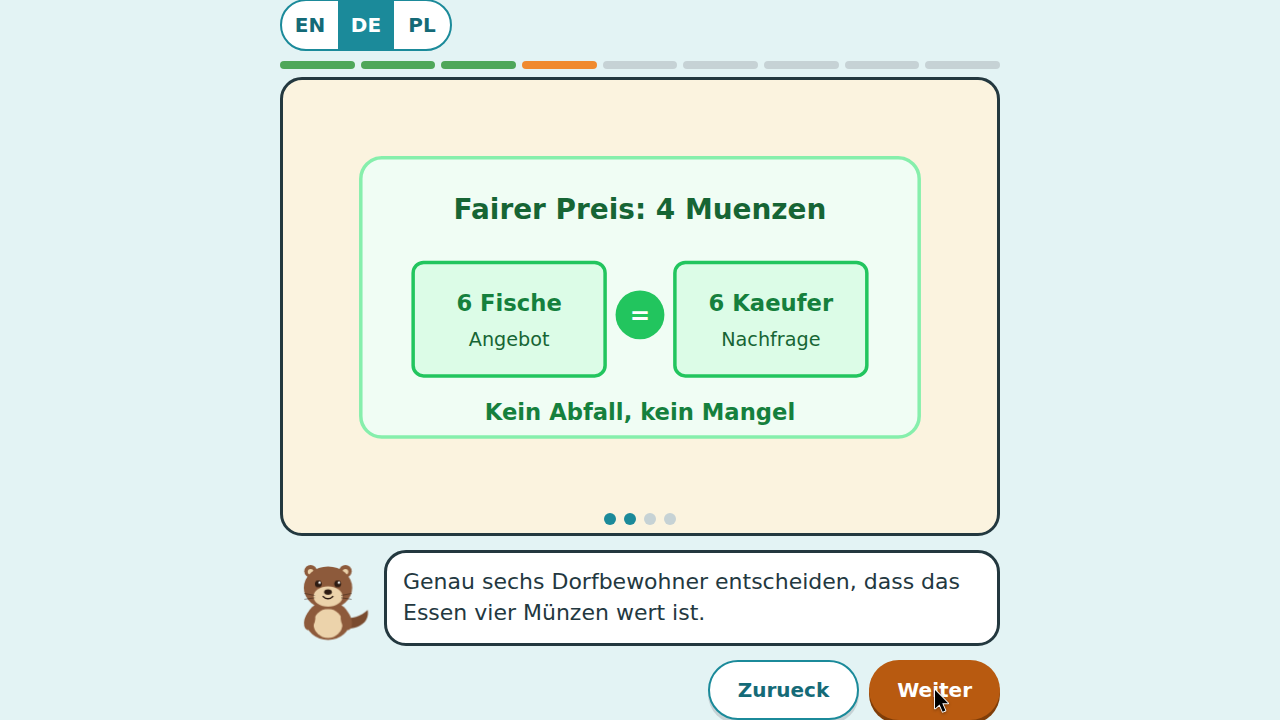 EN DE PL
Fairer Preis: 4 Muenzen
6 Fische
Angebot
=
6 Kaeufer
Nachfrage
Kein Abfall, kein Mangel
Genau sechs Dorfbewohner entscheiden, dass das
Essen vier Münzen wert ist.
Zurueck
Weiter